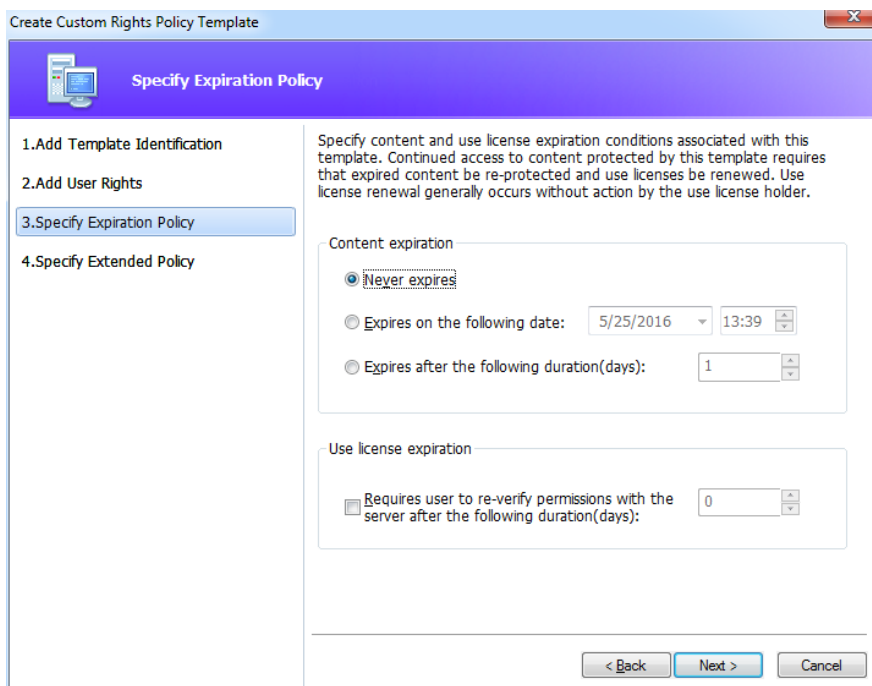 Create Custom Rights Policy Template
Specify Expiration Policy
1.Add Template Identification
2.Add User Rights
3.Specify Expiration Policy
4.Specify Extended Policy
Specify content and use license expiration conditions associated with this
template. Continued access to content protected by this template requires
that expired content be re-protected and use licenses be renewed. Use
license renewal generally occurs without action by the use license holder.
Content expiration
Never expires
Expires on the following date: 5/25/2016 13:39
Expires after the following duration(days): 1
Use license expiration
Requires user to re-verify permissions with the
server after the following duration(days): 0
< Back Next > Cancel